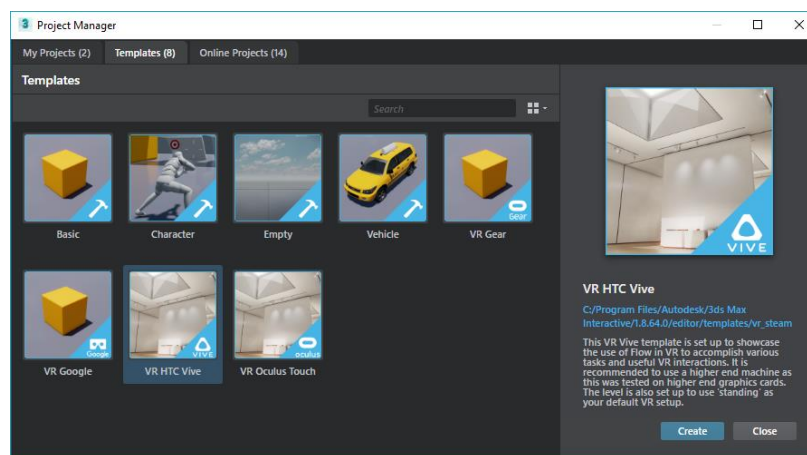 Project Manager
My Projects (2) Templates (8) Online Projects (14)
Templates
Search
Basic Character Empty Vehicle VR Gear
Gear
VR Google VR HTC Vive VR Oculus Touch
Google
VIVE
oculus
VIVE
VR HTC Vive
C:/Program Files/Autodesk/3ds Max
Interactive/1.8.64.0/editor/templates/vr_steam
This VR Vive template is set up to showcase
the use of Flow in VR to accomplish various
tasks and useful VR interactions. It is
recommended to use a higher end machine as
this was tested on higher end graphics cards.
The level is also set up to use 'standing' as
your default VR setup.
Create Close